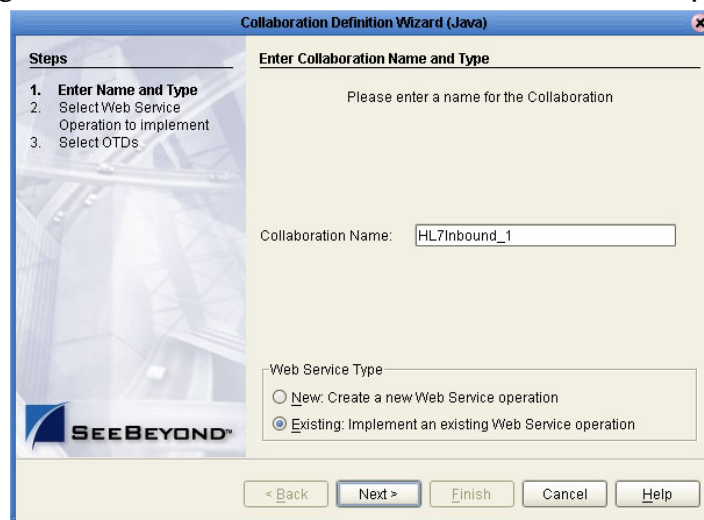 Collaboration Definition Wizard (Java)
Steps
1. Enter Name and Type
2. Select Web Service
Operation to implement
3. Select OTDs
Enter Collaboration Name and Type
Please enter a name for the Collaboration
Collaboration Name: HL7Inbound_1
Web Service Type
New: Create a new Web Service operation
Existing: Implement an existing Web Service operation
SEEBEYOND™
< Back Next > Finish Cancel Help